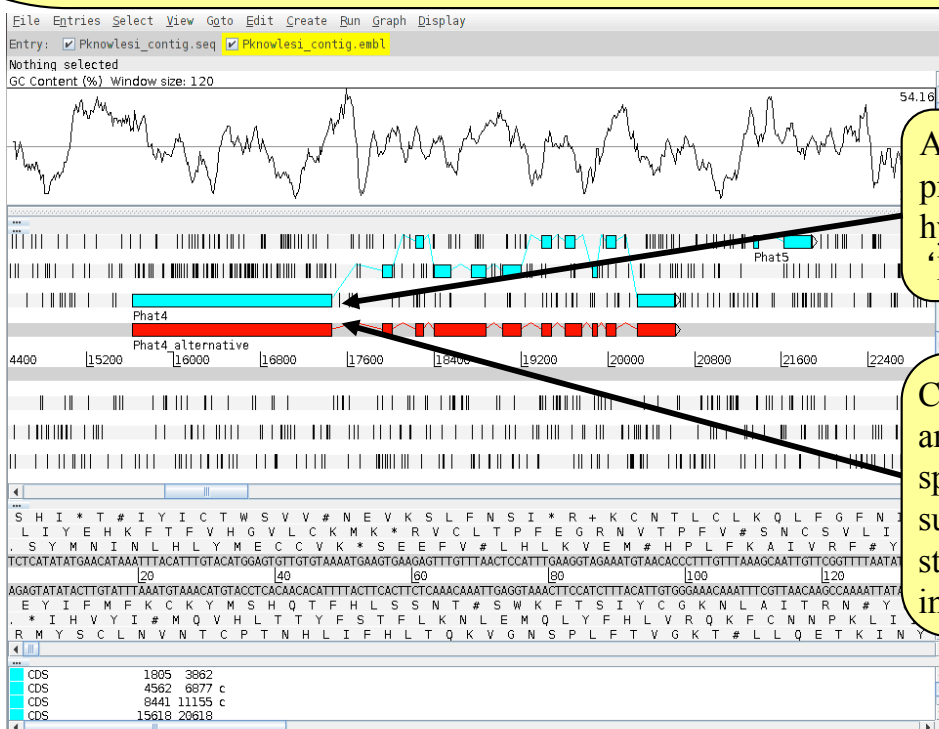 File Entries Select View Goto Edit Create Run Graph Display
Entry: Pknowlesi_contig.seq Pknowlesi_contig.embl
Nothing selected
GC Content (%) Window size: 120
54.16
Phat5
Phat4
Phat4_alternative
4400 15200 16000 16800 17600 18400 19200 20000 20800 21600 22400
S H I * T # I Y I C T W S V V # N E V K S L F N S I * R + K C N T L C L K Q L F G F N I
L I Y E H K F T F V H G V L C K M K * R V C L T P F E G R N V T P F V # S N C S V L I
. S Y M N I N L H L Y M E C C V K * S E E F V # L H L K V E M # H P L F K A I V R F # Y
TCTCATATATGAACATAAATTTACATTTGTACATGGAGTGTTGTGTAAAATGAAGTGAAGAGTTTGTTTAACTCCATTTGAAGGTAGAAATGTAACACCCTTTGTTTAAAGCAATTGTTCGGTTTTAATAT
20 40 60 80 100 120
AGAGTATATACTTGTATTTAAATGTAAACATGTACCTCACAACACATTTTACTTCACTTCTCAAACAAATTGAGGTAAACTTCCATCTTTACATTGTGGGAAACAAATTTCGTTAACAAGCCAAAATTATA
E Y I F M F K C K Y M S H Q T F H L S S N T # S W K F T S I Y C G K N L A I T R N # Y
. * I H V Y I # M Q V H L T T Y F S T F L K N L E M Q L Y F H L V R Q K F C N N P K L I
R M Y S C L N V N T C P T N H L I F H L T Q K V G N S P L F T V G K T # L L Q E T K I N Y
CDS 1805 3862
CDS 4562 6877 c
CDS 8441 11155 c
CDS 15618 20618